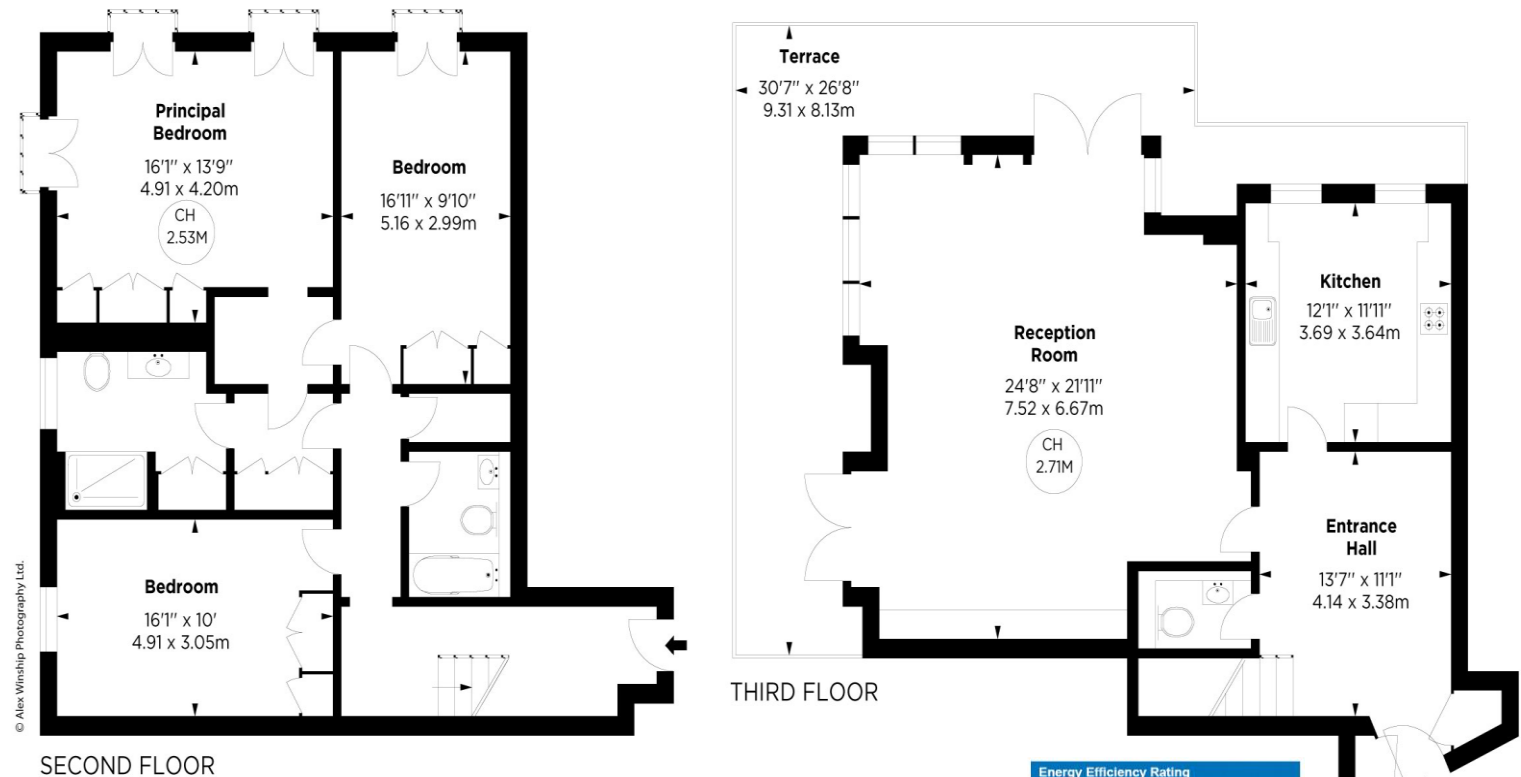 Principal
Bedroom
16'1" x 13'9"
4.91 x 4.20m
CH
2.53M
Bedroom
16'11" x 9'10"
5.16 x 2.99m
Bedroom
16'1" x 10'
4.91 x 3.05m
© Alex Winship Photography Ltd.
SECOND FLOOR
Terrace
30'7" x 26'8"
9.31 x 8.13m
Reception
Room
24'8" x 21'11"
7.52 x 6.67m
CH
2.71M
Kitchen
12'1" x 11'11"
3.69 x 3.64m
Entrance
Hall
13'7" x 11'1"
4.14 x 3.38m
THIRD FLOOR
Energy Efficiency Rating